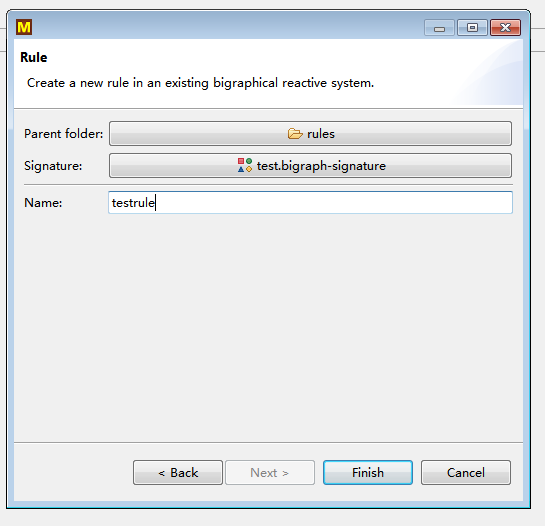 M
Rule
Create a new rule in an existing bigraphical reactive system.
Parent folder: rules
Signature: test.bigraph-signature
Name: testrule
< Back Next > Finish Cancel